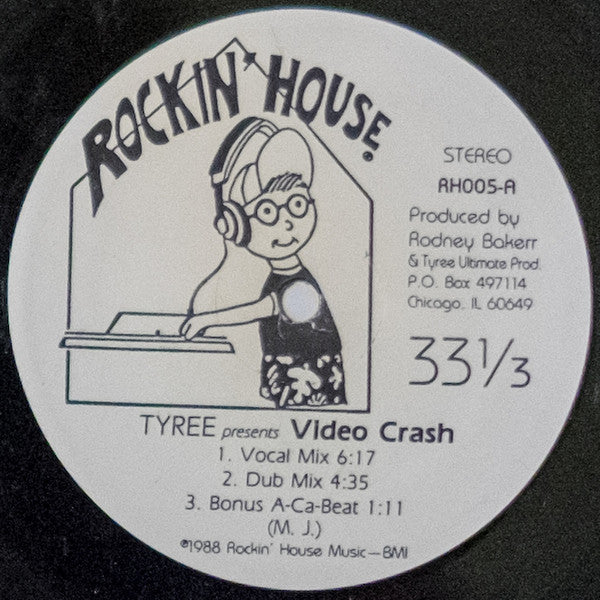 ROCKIN' HOUSE.
STEREO
RH005-A
Produced by
Rodney Bakerr
& Tyree Ultimate Prod.
P.O. Box 497114
Chicago, IL 60649
33⅓
TYREE presents Video Crash
1. Vocal Mix 6:17
2. Dub Mix 4:35
3. Bonus A-Ca-Beat 1:11
(M. J.)
©1988 Rockin' House Music—BMI